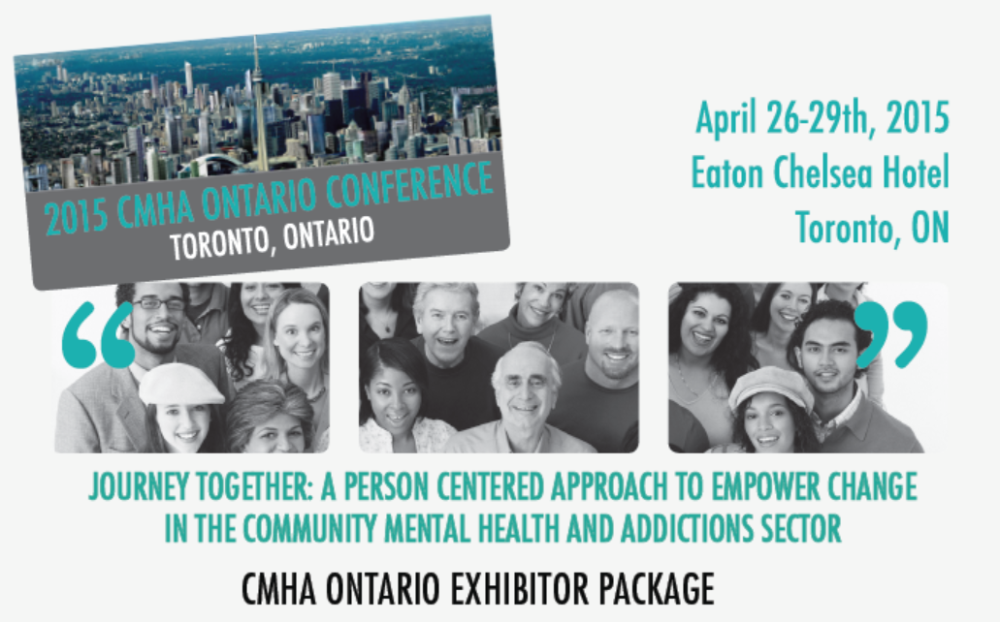 2015 CMHA ONTARIO CONFERENCE
TORONTO, ONTARIO
April 26-29th, 2015
Eaton Chelsea Hotel
Toronto, ON
“ ”
JOURNEY TOGETHER: A PERSON CENTERED APPROACH TO EMPOWER CHANGE
IN THE COMMUNITY MENTAL HEALTH AND ADDICTIONS SECTOR
CMHA ONTARIO EXHIBITOR PACKAGE